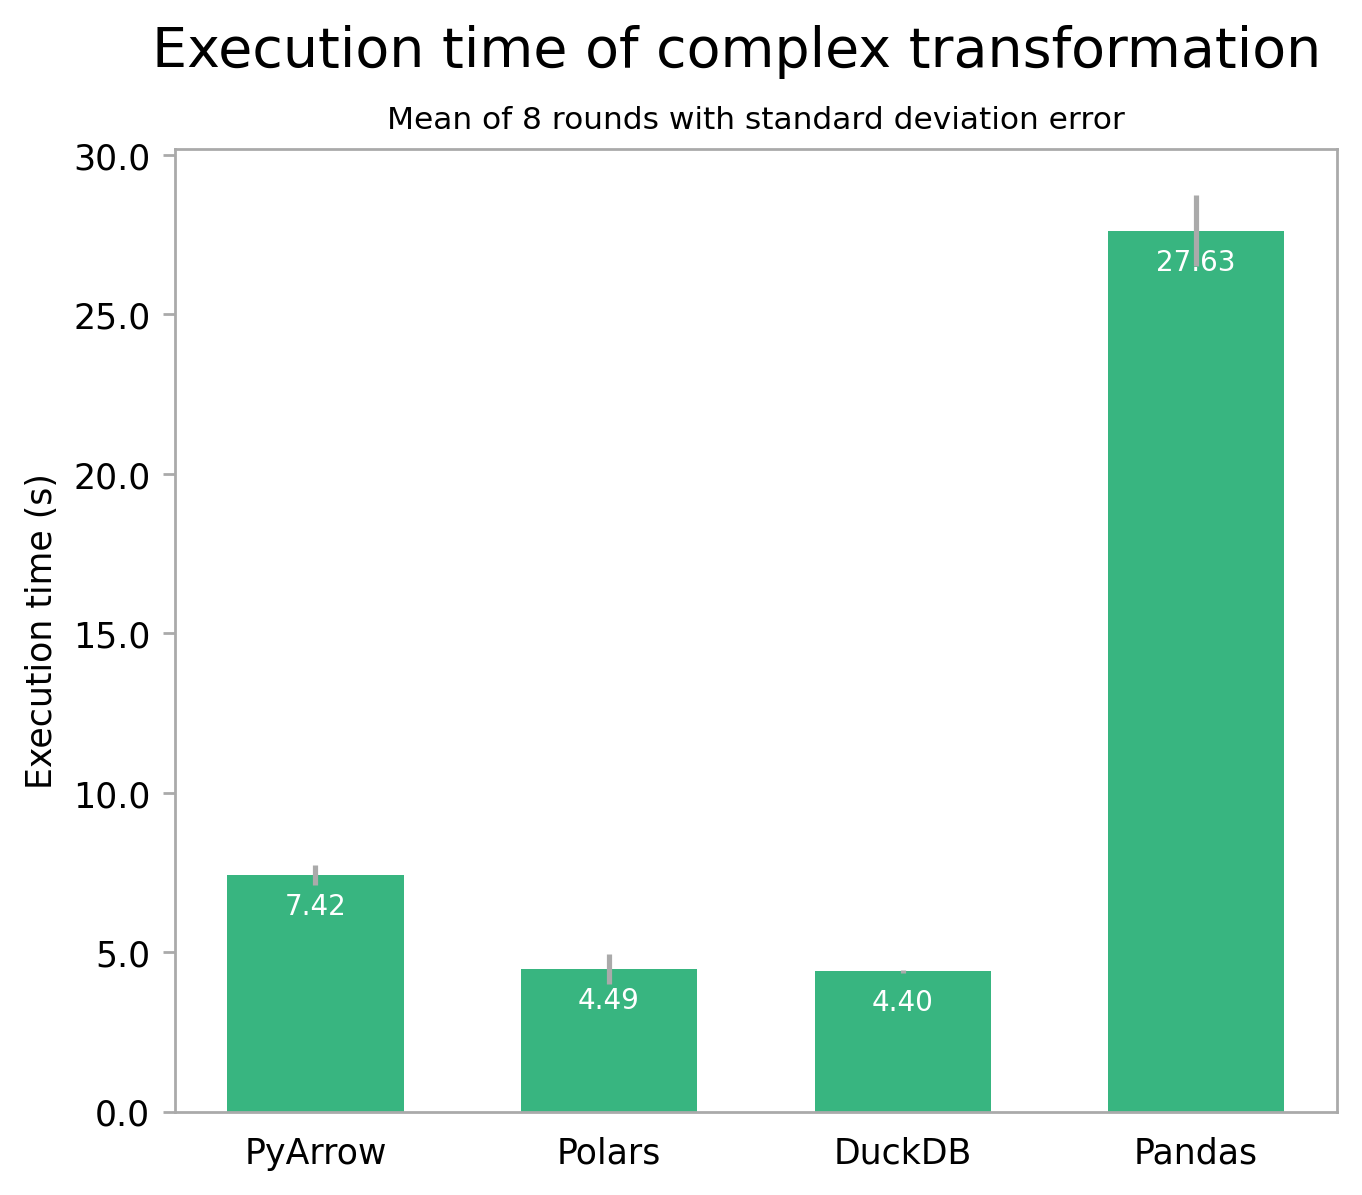 Execution time of complex transformation
Mean of 8 rounds with standard deviation error
30.0
25.0
20.0
15.0
10.0
5.0
0.0
Execution time (s)
7.42
4.49
4.40
27.63
PyArrow
Polars
DuckDB
Pandas